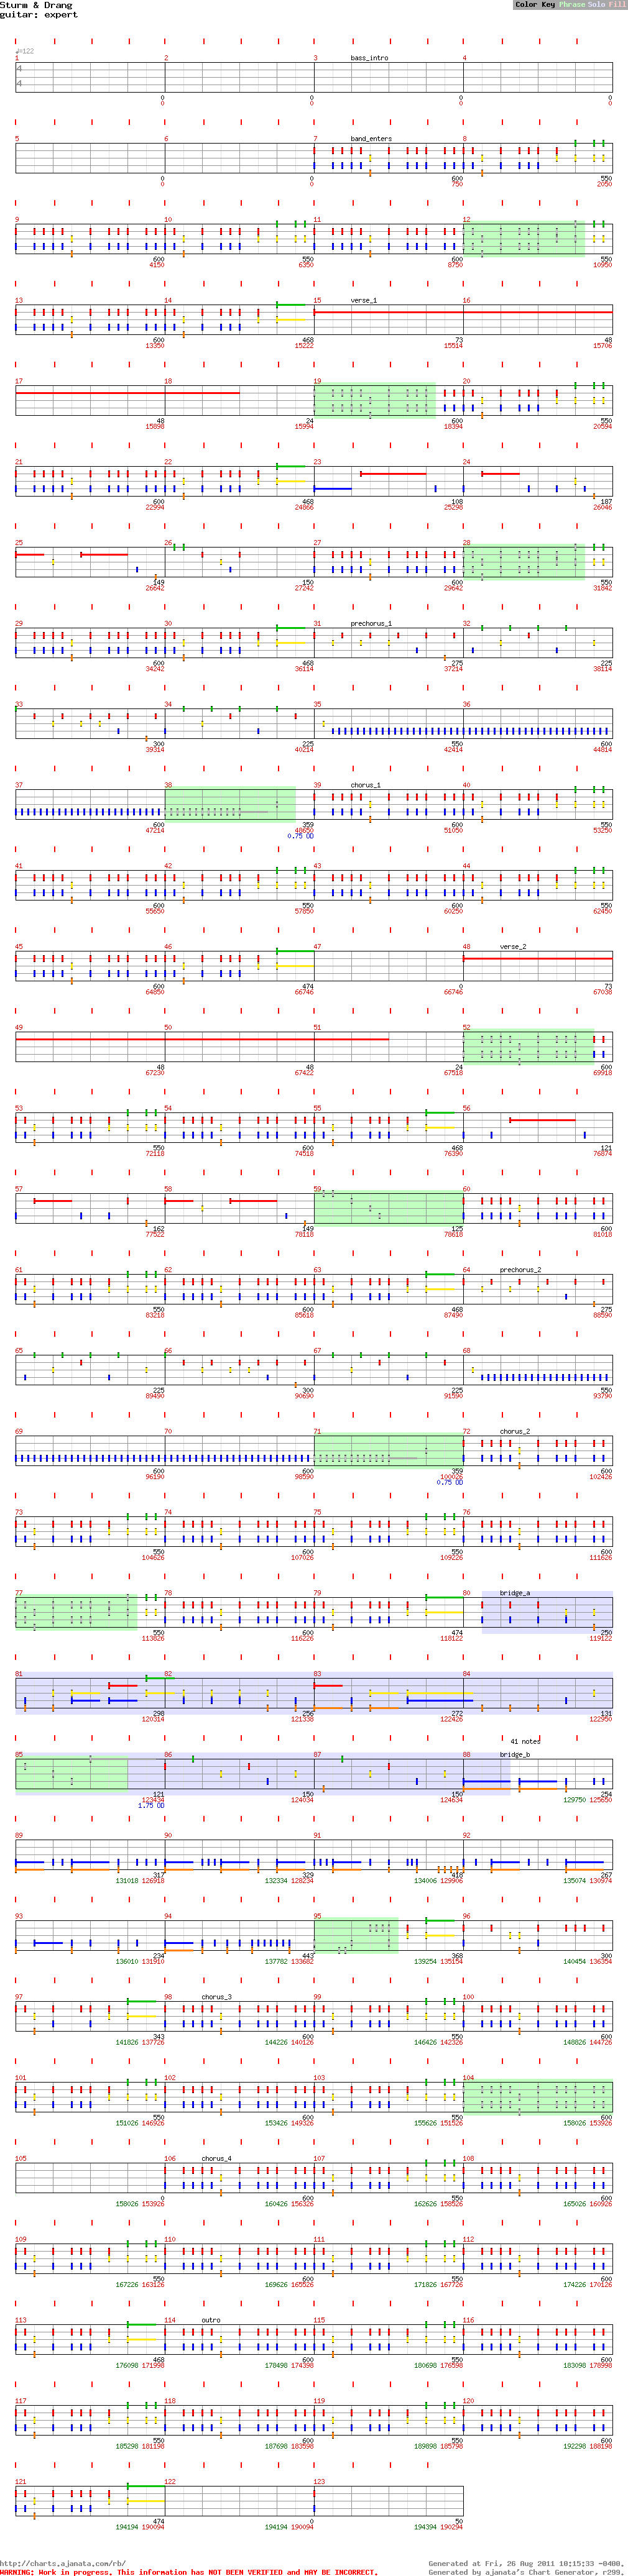 Sturm & Drang
guitar: expert
Color Key Phrase Solo Fill
=122
1 2 3 bass_intro 4
4
4
0 0 0
0 0 0
5 6 7 band_enters 8
0 0 600 550
0 0 750 2050
9 10 11 12
600 550 600 550
4150 6350 8750 10950
13 14 15 verse_1 16
600 468 73 48
13350 15222 15514 15706
17 18 19 20
48 24 600 550
15898 15994 18394 20594
21 22 23 24
600 468 108 187
22994 24866 25298 26046
25 26 27 28
149 150 600 550
26642 27242 29642 31842
29 30 31 prechorus_1 32
600 468 275 225
34242 36114 37214 38114
33 34 35 36
300 225 550 600
39314 40214 42414 44814
37 38 39 chorus_1 40
600 359 600 550
47214 48650 51050 53250
0.75 OD
41 42 43 44
600 550 600 550
55650 57850 60250 62450
45 46 47 48 verse_2
600 474 0 73
64850 66746 66746 67038
49 50 51 52
48 48 24 600
67230 67422 67518 69918
53 54 55 56
550 600 468 121
72118 74518 76390 76874
57 58 59 60
162 149 125 600
77522 78118 78618 81018
61 62 63 64 prechorus_2
550 600 468 275
83218 85618 87490 88590
65 66 67 68
225 300 225 550
89490 90690 91590 93790
69 70 71 72 chorus_2
600 600 359 600
96190 98590 100026 102426
0.75 OD
73 74 75 76
550 600 550 600
104626 107026 109226 111626
77 78 79 80 bridge_a
550 600 474 250
113826 116226 118122 119122
81 82 83 84
298 256 272 131
120314 121338 122426 122950
41 notes
85 86 87 88 bridge_b
121 150 150 254
123434 124034 124634 129750 125650
1.75 OD
89 90 91 92
317 329 418 267
131018 126918 132334 128234 134006 129906 135074 130974
93 94 95 96
234 443 368 300
136010 131910 137782 133682 139254 135154 140454 136354
97 98 chorus_3 99 100
343 600 550 600
141826 137726 144226 140126 146426 142326 148826 144726
101 102 103 104
550 600 550 600
151026 146926 153426 149326 155626 151526 158026 153926
105 106 chorus_4 107 108
0 600 550 600
158026 153926 160426 156326 162626 158526 165026 160926
109 110 111 112
550 600 550 600
167226 163126 169626 165526 171826 167726 174226 170126
113 114 outro 115 116
468 600 550 600
176098 171998 178498 174398 180698 176598 183098 178998
117 118 119 120
550 600 550 600
185298 181198 187698 183598 189898 185798 192298 188198
121 122 123
474 0 50
194194 190094 194194 190094 194394 190294
http://charts.ajanata.com/rb/
Generated at Fri, 26 Aug 2011 10:15:33 -0400.
WARNING: Work in progress. This information has NOT BEEN VERIFIED and MAY BE INCORRECT.
Generated by ajanata's Chart Generator, r299.